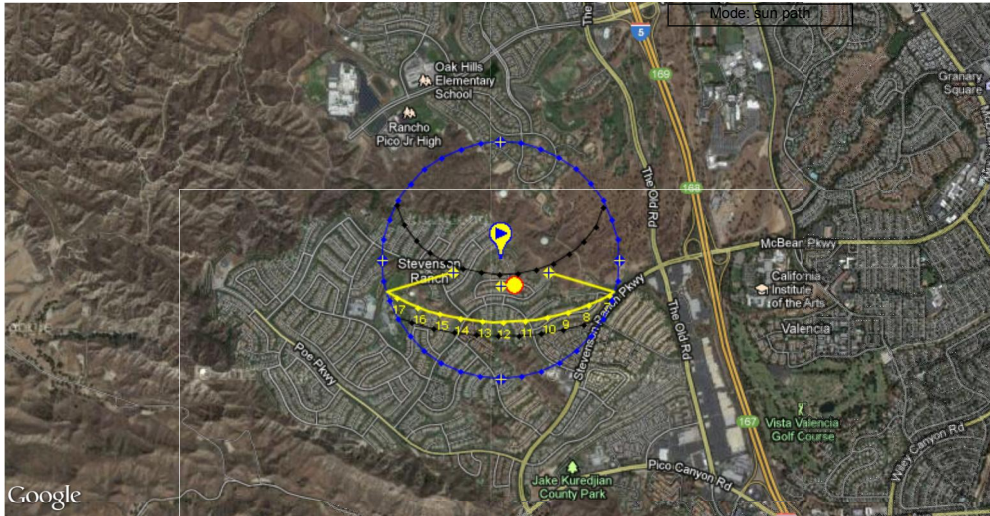 Mode: sun path
The
5
169
Oak Hills
Elementary
School
Granary
Square
Rancho
Pico Jr High
The Old Rd
168
McBean Pkwy
Stevenson
Ranch
California
Institute
of the Arts
Stevenson Ranch Pkwy
17 16 15 14 13 12 11 10 9 8
The Old Rd
Valencia
Poe Pkwy
167
Vista Valencia
Golf Course
Wiley Canyon Rd
Pico Canyon Rd
Jake Kuredjian
County Park
Google